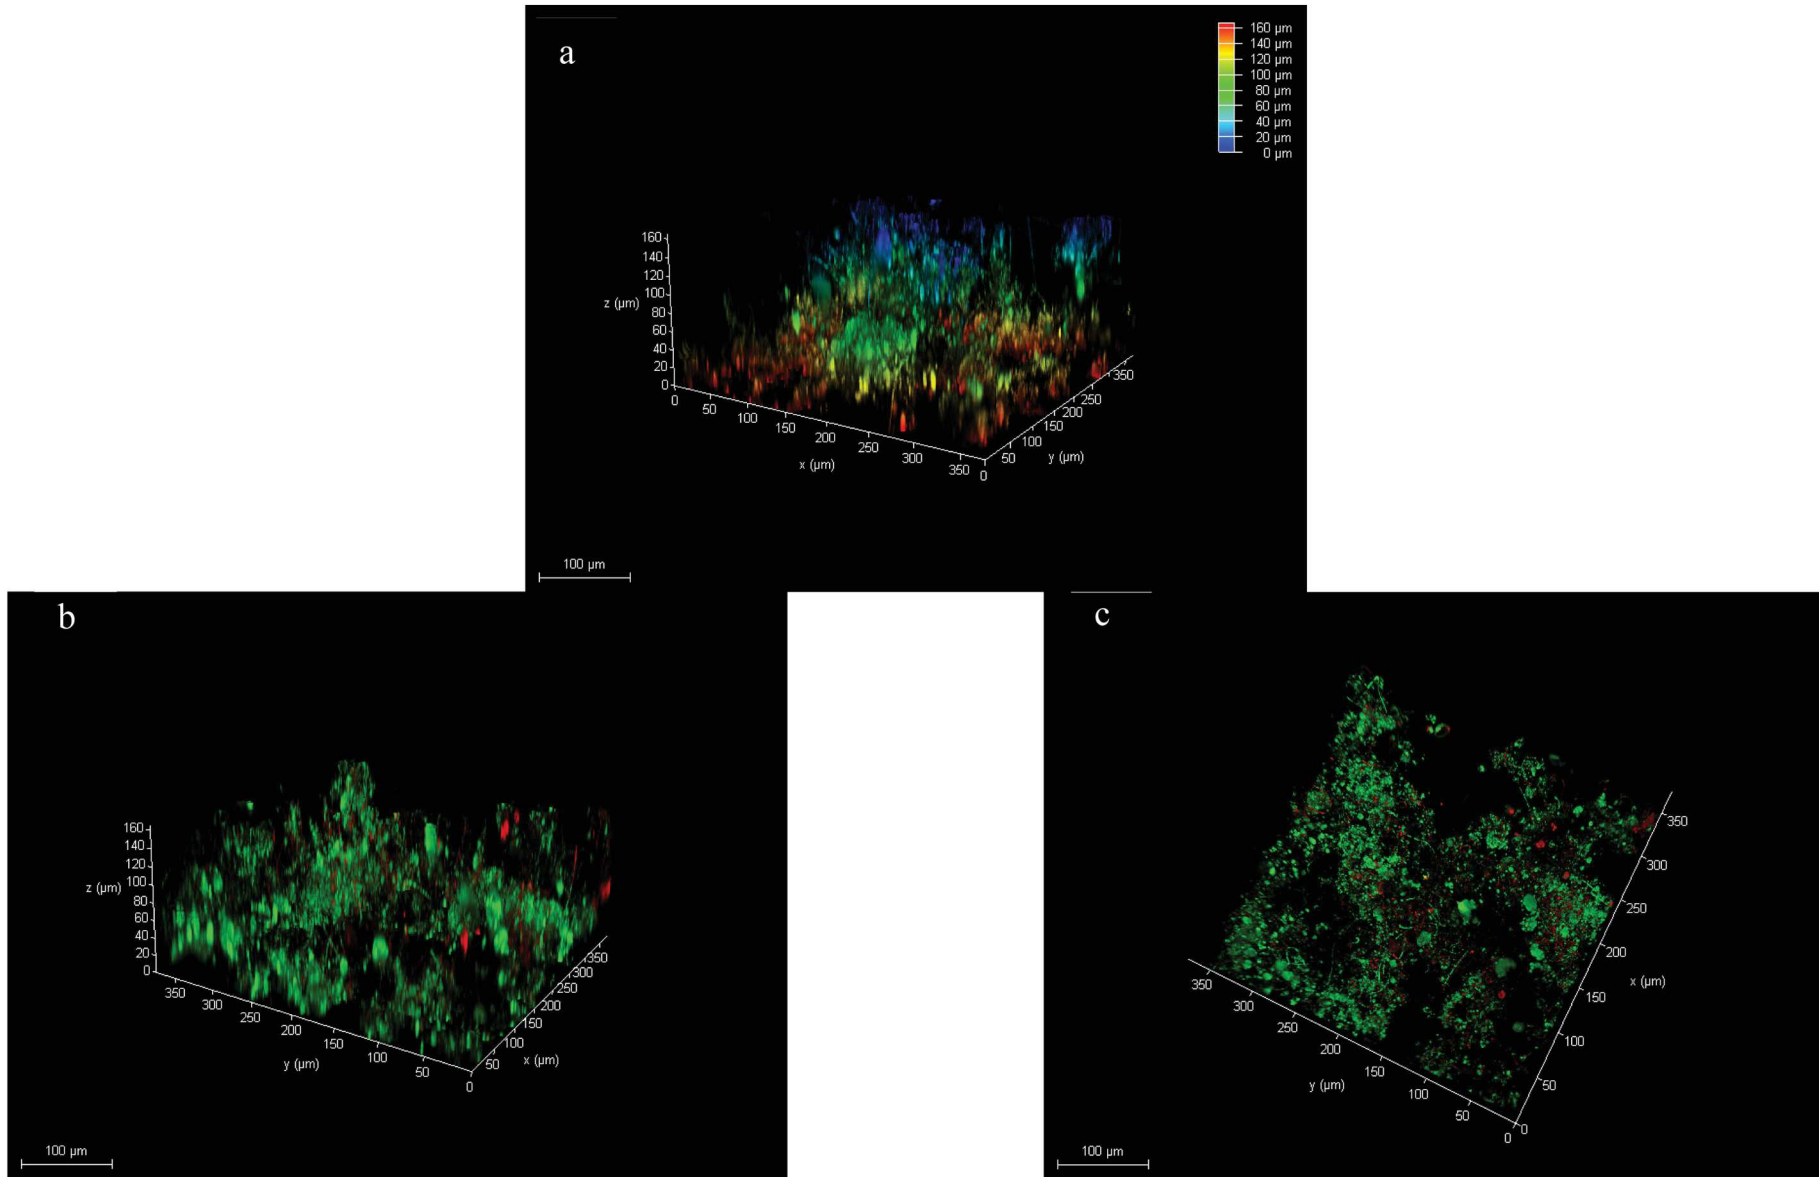 a
160 µm
140 µm
120 µm
100 µm
80 µm
60 µm
40 µm
20 µm
0 µm
160
140
120
100
80
60
40
20
0
z (µm)
0 50 100 150 200 250 300 350
x (µm)
0 50 100 150 200 250 350
y (µm)
100 µm
b
160
140
120
100
80
60
40
20
0
z (µm)
350 300 250 200 150 100 50 0
y (µm)
50 100 150 200 250 300 350
x (µm)
100 µm
c
350
300
250
200
150
100
50
0
x (µm)
350 300 250 200 150 100 50 0
y (µm)
100 µm